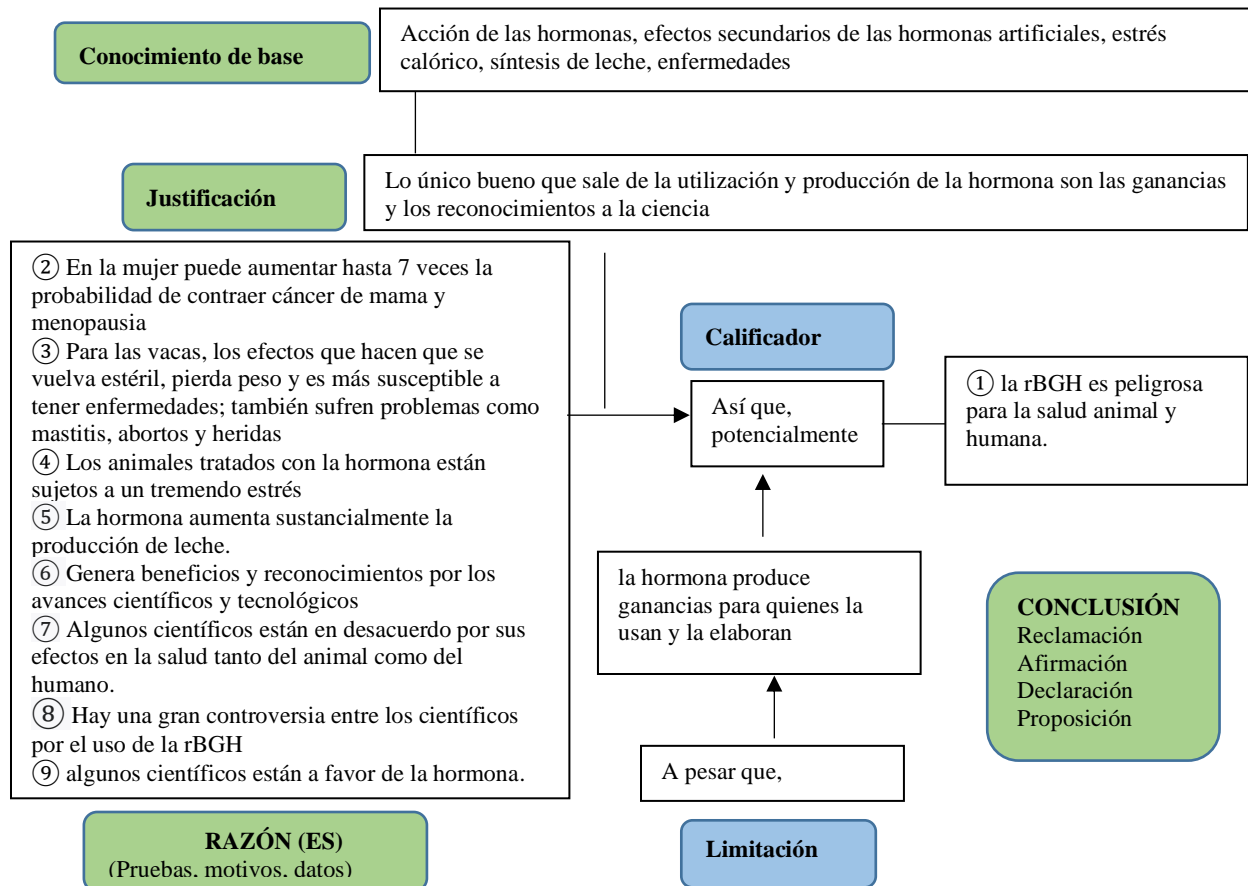 Conocimiento de base
Acción de las hormonas, efectos secundarios de las hormonas artificiales, estrés
calórico, síntesis de leche, enfermedades
Justificación
Lo único bueno que sale de la utilización y producción de la hormona son las ganancias
y los reconocimientos a la ciencia
② En la mujer puede aumentar hasta 7 veces la
probabilidad de contraer cáncer de mama y
menopausia
③ Para las vacas, los efectos que hacen que se
vuelva estéril, pierda peso y es más susceptible a
tener enfermedades; también sufren problemas como
mastitis, abortos y heridas
④ Los animales tratados con la hormona están
sujetos a un tremendo estrés
⑤ La hormona aumenta sustancialmente la
producción de leche.
⑥ Genera beneficios y reconocimientos por los
avances científicos y tecnológicos
⑦ Algunos científicos están en desacuerdo por sus
efectos en la salud tanto del animal como del
humano.
⑧ Hay una gran controversia entre los científicos
por el uso de la rBGH
⑨ algunos científicos están a favor de la hormona.
RAZÓN (ES)
(Pruebas, motivos, datos)
Calificador
Así que,
potencialmente
① la rBGH es peligrosa
para la salud animal y
humana.
la hormona produce
ganancias para quienes la
usan y la elaboran
A pesar que,
Limitación
CONCLUSIÓN
Reclamación
Afirmación
Declaración
Proposición